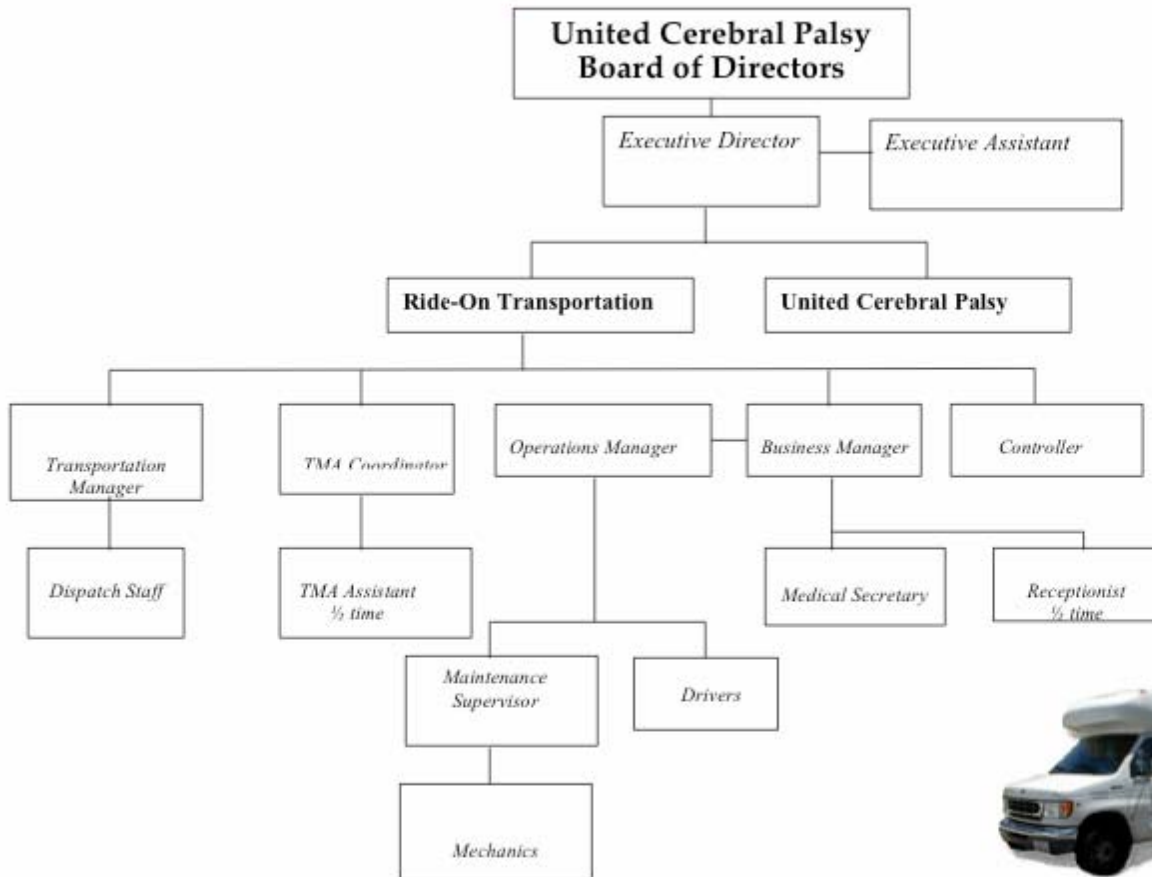 United Cerebral Palsy
Board of Directors
Executive Director
Executive Assistant
Ride-On Transportation
United Cerebral Palsy
Transportation
Manager
TMA Coordinator
Operations Manager
Business Manager
Controller
Dispatch Staff
TMA Assistant
½ time
Medical Secretary
Receptionist
½ time
Maintenance
Supervisor
Drivers
Mechanics